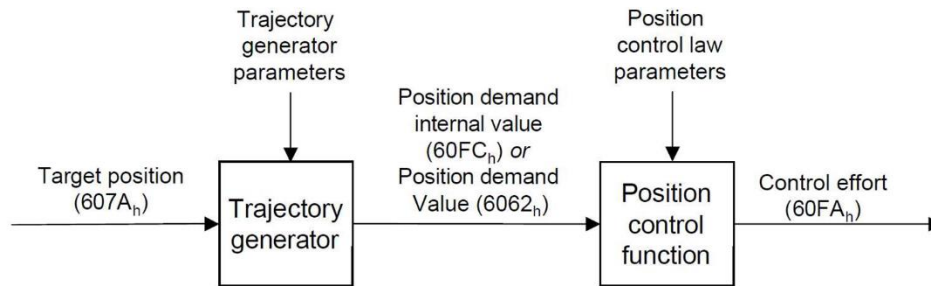 Trajectory
generator
parameters
Position
control law
parameters
Position demand
internal value
(60FCₕ) or
Position demand
Value (6062ₕ)
Target position
(607Aₕ)
Trajectory
generator
Position
control
function
Control effort
(60FAₕ)